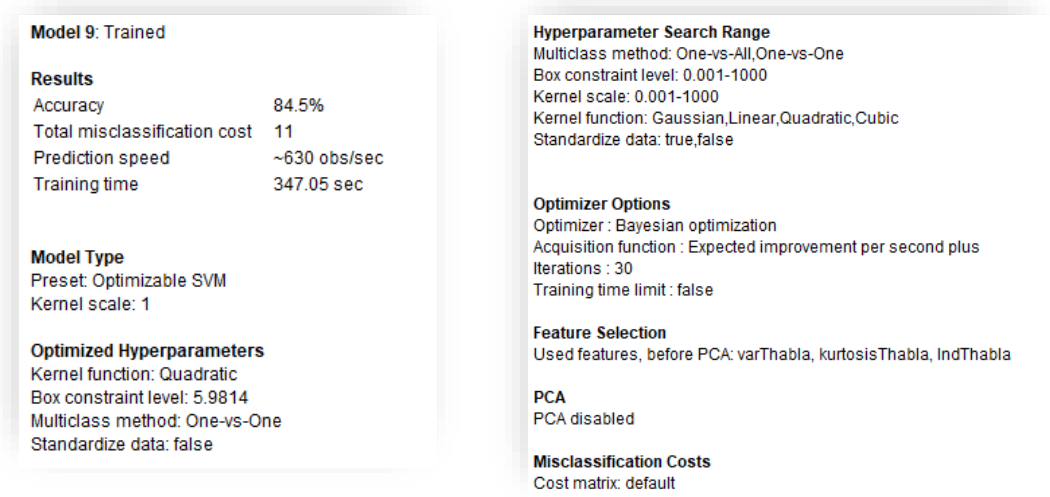 Model 9: Trained
Results
Accuracy 84.5%
Total misclassification cost 11
Prediction speed ~630 obs/sec
Training time 347.05 sec
Model Type
Preset: Optimizable SVM
Kernel scale: 1
Optimized Hyperparameters
Kernel function: Quadratic
Box constraint level: 5.9814
Multiclass method: One-vs-One
Standardize data: false
Hyperparameter Search Range
Multiclass method: One-vs-All,One-vs-One
Box constraint level: 0.001-1000
Kernel scale: 0.001-1000
Kernel function: Gaussian,Linear,Quadratic,Cubic
Standardize data: true,false
Optimizer Options
Optimizer : Bayesian optimization
Acquisition function : Expected improvement per second plus
Iterations : 30
Training time limit : false
Feature Selection
Used features, before PCA: varThabla, kurtosisThabla, IndThabla
PCA
PCA disabled
Misclassification Costs
Cost matrix: default